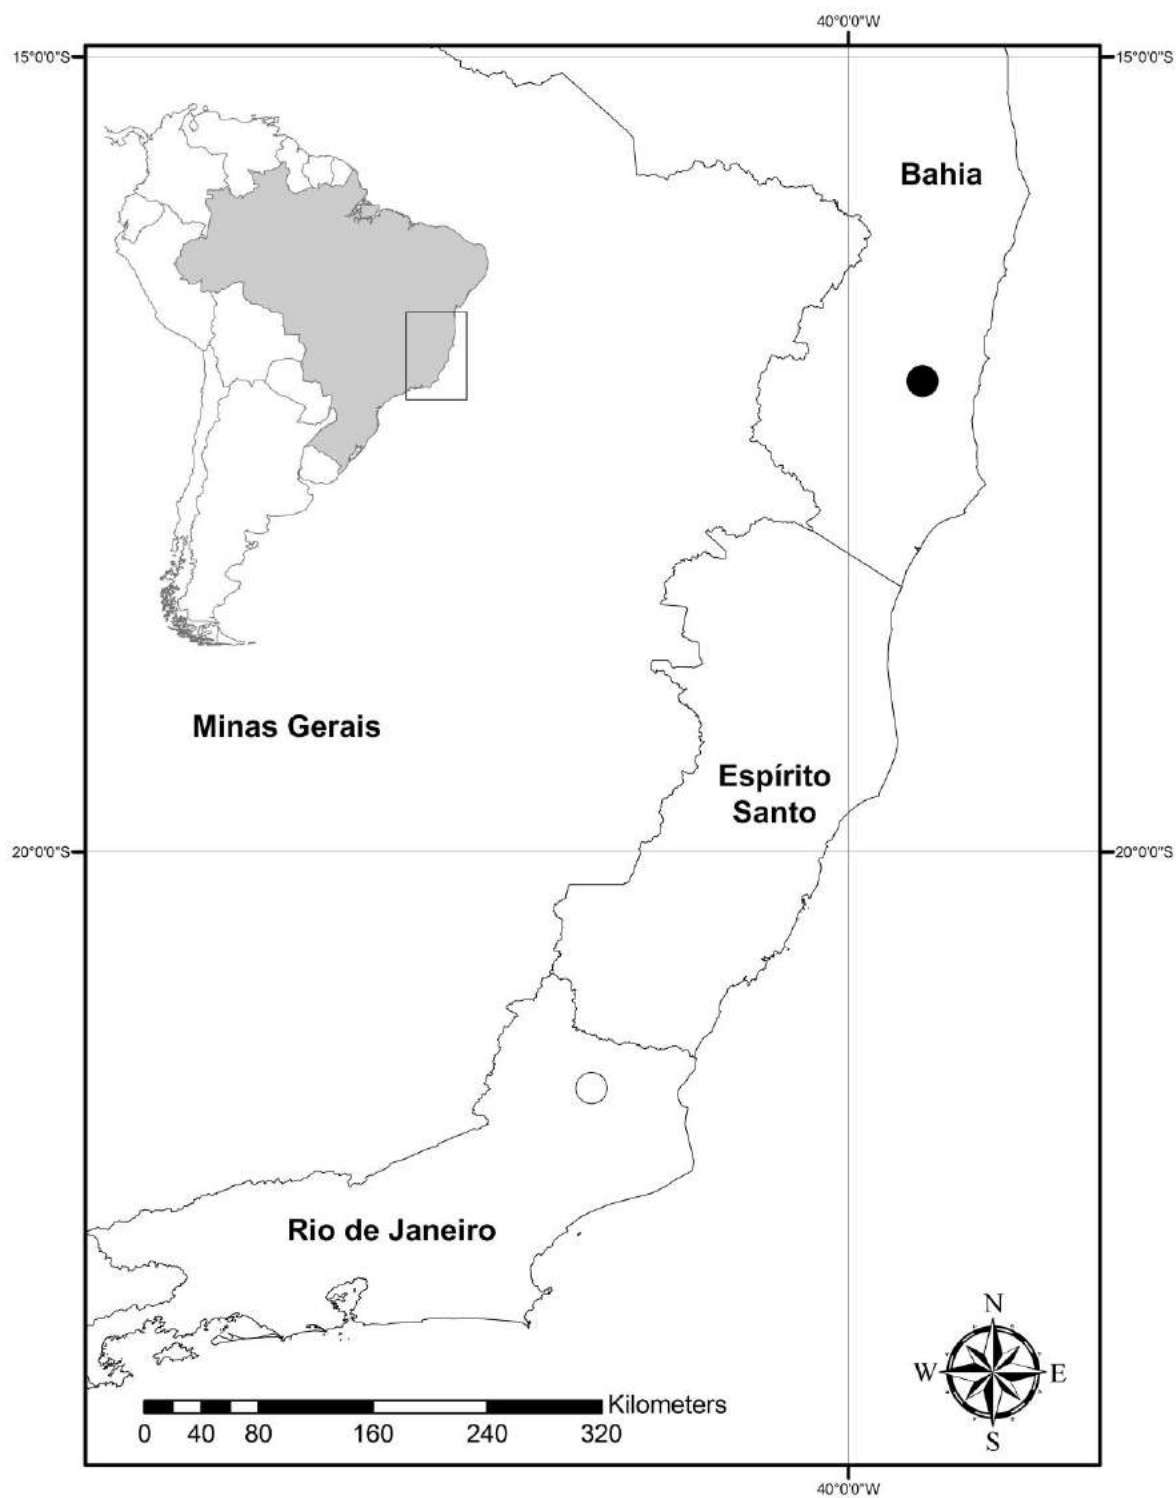 40°0'0"W
15°0'0"S
15°0'0"S
Bahia
Minas Gerais
Espírito
Santo
20°0'0"S
20°0'0"S
Rio de Janeiro
N
W
E
S
Kilometers
0 40 80 160 240 320
40°0'0"W